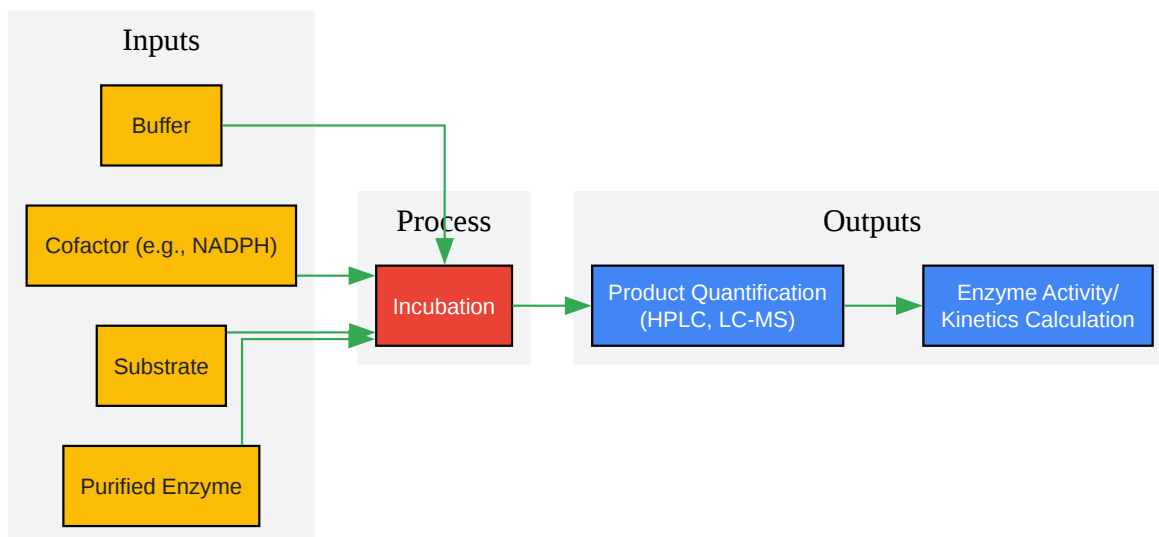 Inputs
Buffer
Cofactor (e.g., NADPH)
Substrate
Purified Enzyme
Process
Incubation
Outputs
Product Quantification
(HPLC, LC-MS)
Enzyme Activity/
Kinetics Calculation